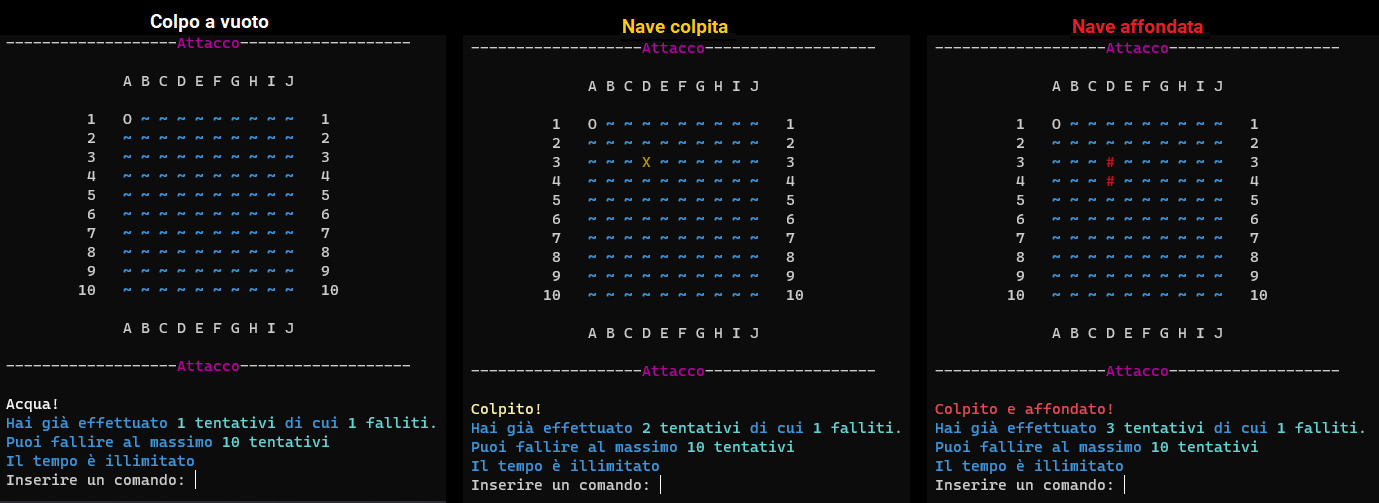 Colpo a vuoto
-------------------Attacco-------------------
A B C D E F G H I J
1 O ~ ~ ~ ~ ~ ~ ~ ~ ~ 1
2 ~ ~ ~ ~ ~ ~ ~ ~ ~ ~ 2
3 ~ ~ ~ ~ ~ ~ ~ ~ ~ ~ 3
4 ~ ~ ~ ~ ~ ~ ~ ~ ~ ~ 4
5 ~ ~ ~ ~ ~ ~ ~ ~ ~ ~ 5
6 ~ ~ ~ ~ ~ ~ ~ ~ ~ ~ 6
7 ~ ~ ~ ~ ~ ~ ~ ~ ~ ~ 7
8 ~ ~ ~ ~ ~ ~ ~ ~ ~ ~ 8
9 ~ ~ ~ ~ ~ ~ ~ ~ ~ ~ 9
10 ~ ~ ~ ~ ~ ~ ~ ~ ~ ~ 10
A B C D E F G H I J
-------------------Attacco-------------------
Acqua!
Hai già effettuato 1 tentativi di cui 1 falliti.
Puoi fallire al massimo 10 tentativi
Il tempo è illimitato
Inserire un comando:
Nave colpita
-------------------Attacco-------------------
A B C D E F G H I J
1 O ~ ~ ~ ~ ~ ~ ~ ~ ~ 1
2 ~ ~ ~ ~ ~ ~ ~ ~ ~ ~ 2
3 ~ ~ ~ X ~ ~ ~ ~ ~ ~ 3
4 ~ ~ ~ ~ ~ ~ ~ ~ ~ ~ 4
5 ~ ~ ~ ~ ~ ~ ~ ~ ~ ~ 5
6 ~ ~ ~ ~ ~ ~ ~ ~ ~ ~ 6
7 ~ ~ ~ ~ ~ ~ ~ ~ ~ ~ 7
8 ~ ~ ~ ~ ~ ~ ~ ~ ~ ~ 8
9 ~ ~ ~ ~ ~ ~ ~ ~ ~ ~ 9
10 ~ ~ ~ ~ ~ ~ ~ ~ ~ ~ 10
A B C D E F G H I J
-------------------Attacco-------------------
Colpito!
Hai già effettuato 2 tentativi di cui 1 falliti.
Puoi fallire al massimo 10 tentativi
Il tempo è illimitato
Inserire un comando:
Nave affondata
-------------------Attacco-------------------
A B C D E F G H I J
1 O ~ ~ ~ ~ ~ ~ ~ ~ ~ 1
2 ~ ~ ~ ~ ~ ~ ~ ~ ~ ~ 2
3 ~ ~ ~ # ~ ~ ~ ~ ~ ~ 3
4 ~ ~ ~ # ~ ~ ~ ~ ~ ~ 4
5 ~ ~ ~ ~ ~ ~ ~ ~ ~ ~ 5
6 ~ ~ ~ ~ ~ ~ ~ ~ ~ ~ 6
7 ~ ~ ~ ~ ~ ~ ~ ~ ~ ~ 7
8 ~ ~ ~ ~ ~ ~ ~ ~ ~ ~ 8
9 ~ ~ ~ ~ ~ ~ ~ ~ ~ ~ 9
10 ~ ~ ~ ~ ~ ~ ~ ~ ~ ~ 10
A B C D E F G H I J
-------------------Attacco-------------------
Colpito e affondato!
Hai già effettuato 3 tentativi di cui 1 falliti.
Puoi fallire al massimo 10 tentativi
Il tempo è illimitato
Inserire un comando: